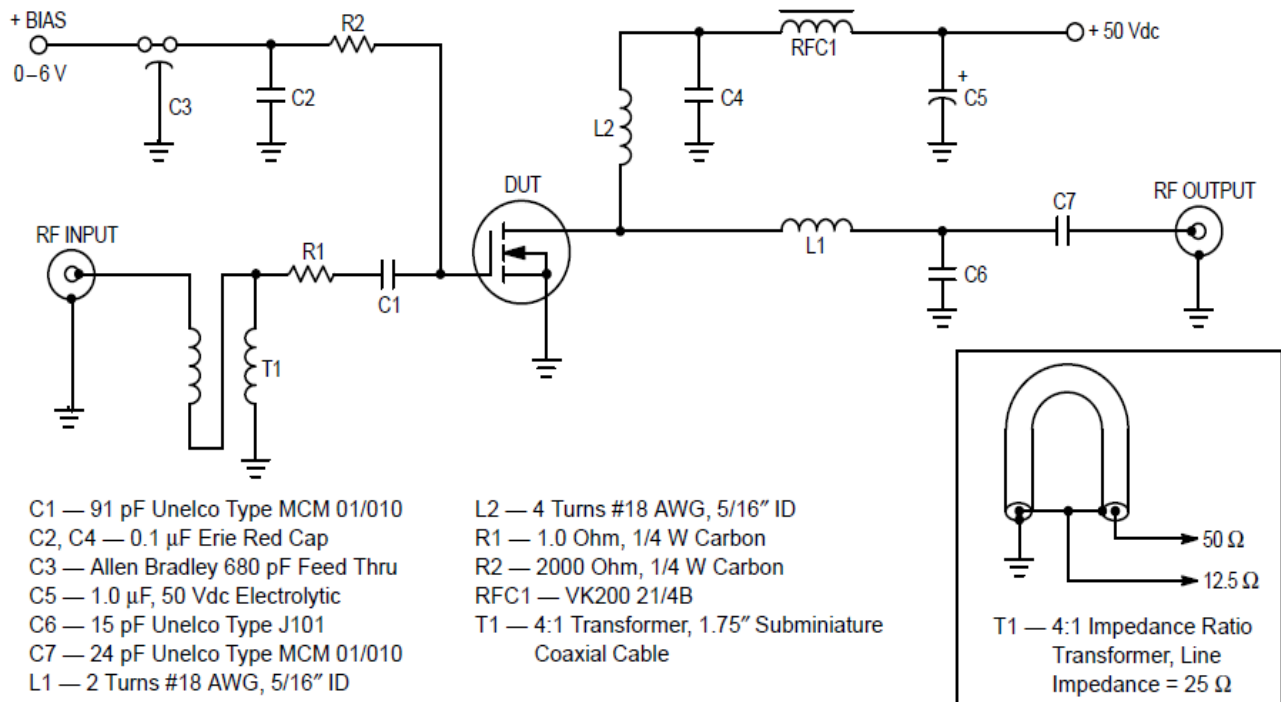 + BIAS
0–6 V
C3
C2
R2
RFC1
+ 50 Vdc
C4
+
C5
L2
DUT
C7
RF OUTPUT
RF INPUT
R1
C1
L1
C6
T1
C1 — 91 pF Unelco Type MCM 01/010
C2, C4 — 0.1 μF Erie Red Cap
C3 — Allen Bradley 680 pF Feed Thru
C5 — 1.0 μF, 50 Vdc Electrolytic
C6 — 15 pF Unelco Type J101
C7 — 24 pF Unelco Type MCM 01/010
L1 — 2 Turns #18 AWG, 5/16″ ID
L2 — 4 Turns #18 AWG, 5/16″ ID
R1 — 1.0 Ohm, 1/4 W Carbon
R2 — 2000 Ohm, 1/4 W Carbon
RFC1 — VK200 21/4B
T1 — 4:1 Transformer, 1.75″ Subminiature
Coaxial Cable
50 Ω
12.5 Ω
T1 — 4:1 Impedance Ratio
Transformer, Line
Impedance = 25 Ω